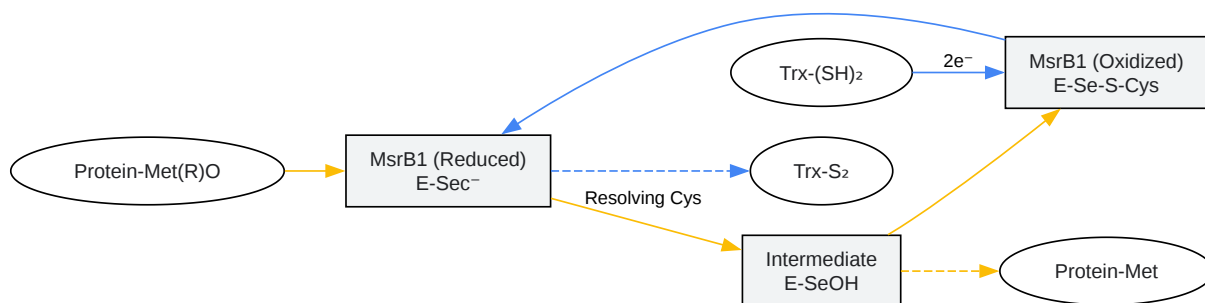 Trx-(SH)₂
2e⁻
MsrB1 (Oxidized)
E-Se-S-Cys
Protein-Met(R)O
MsrB1 (Reduced)
E-Sec⁻
Trx-S₂
Resolving Cys
Intermediate
E-SeOH
Protein-Met